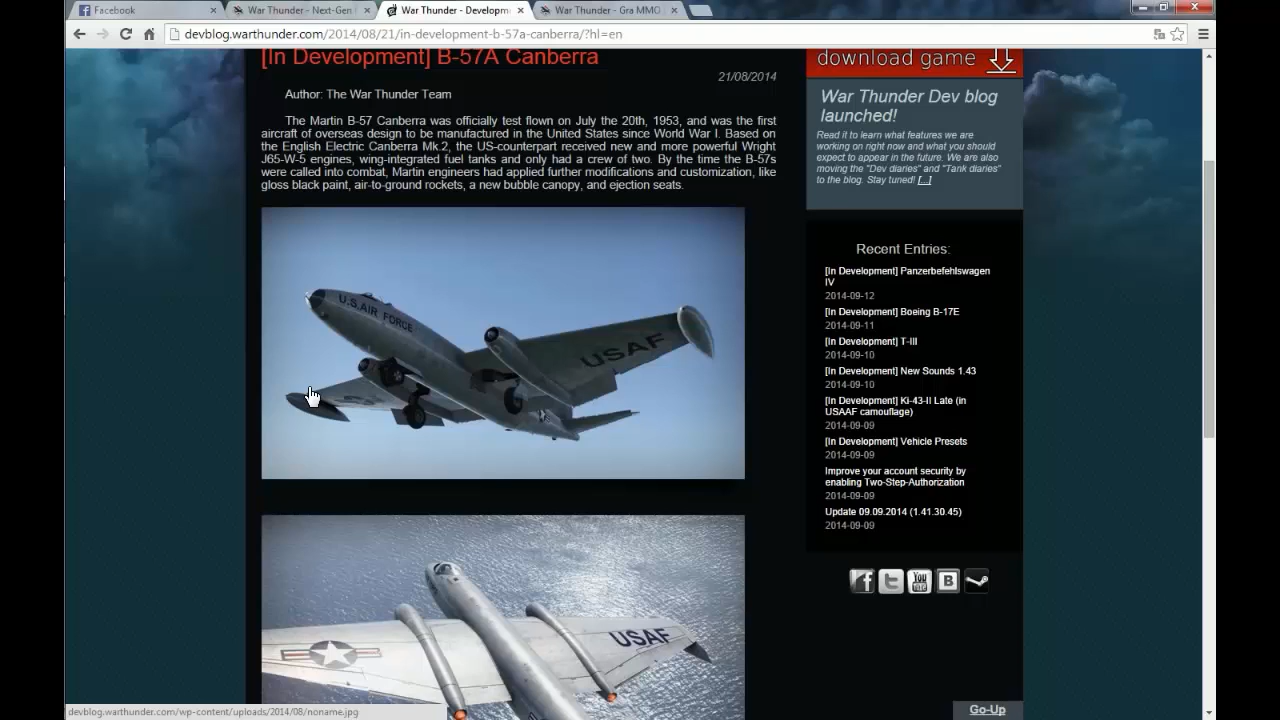 Facebook
War Thunder - Next-Gen
War Thunder - Developm
War Thunder - Gra MMO
devblog.warthunder.com/2014/08/21/in-development-b-57a-canberra/?hl=en
[In Development] B-57A Canberra
21/08/2014
Author: The War Thunder Team
The Martin B-57 Canberra was officially test flown on July the 20th, 1953, and was the first
aircraft of overseas design to be manufactured in the United States since World War I. Based on
the English Electric Canberra Mk.2, the US-counterpart received new and more powerful Wright
J65-W-5 engines, wing-integrated fuel tanks and only had a crew of two. By the time the B-57s
were called into combat, Martin engineers had applied further modifications and customization, like
gloss black paint, air-to-ground rockets, a new bubble canopy, and ejection seats.
U.S. AIR FORCE
USAF
USAF
download game
War Thunder Dev blog
launched!
Read it to learn what features we are
working on right now and what you should
expect to appear in the future. We are also
moving the "Dev diaries" and "Tank diaries"
to the blog. Stay tuned! [...]
Recent Entries:
[In Development] Panzerbefehlswagen
IV
2014-09-12
[In Development] Boeing B-17E
2014-09-11
[In Development] T-III
2014-09-10
[In Development] New Sounds 1.43
2014-09-10
[In Development] Ki-43-II Late (in
USAAF camouflage)
2014-09-09
[In Development] Vehicle Presets
2014-09-09
Improve your account security by
enabling Two-Step-Authorization
2014-09-09
Update 09.09.2014 (1.41.30.45)
2014-09-09
f t You Tube B
Go-Up
devblog.warthunder.com/wp-content/uploads/2014/08/noname.jpg